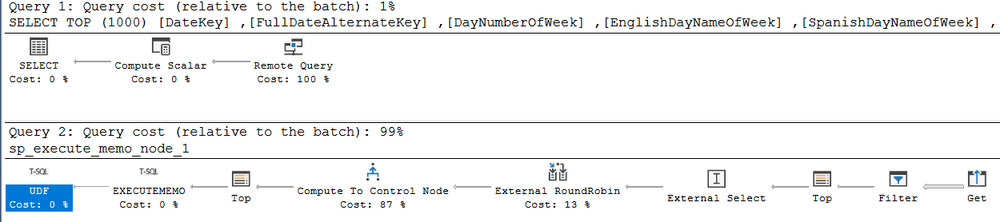 Query 1: Query cost (relative to the batch): 1%
SELECT TOP (1000) [DateKey] ,[FullDateAlternateKey] ,[DayNumberOfWeek] ,[EnglishDayNameOfWeek] ,[SpanishDayNameOfWeek] ,
SELECT Compute Scalar Remote Query
Cost: 0 % Cost: 0 % Cost: 100 %
Query 2: Query cost (relative to the batch): 99%
sp_execute_memo_node_1
T-SQL T-SQL
UDF EXECUTEMEMO Top Compute To Control Node External RoundRobin External Select Top Filter Get
Cost: 0 % Cost: 0 % Cost: 87 % Cost: 13 %